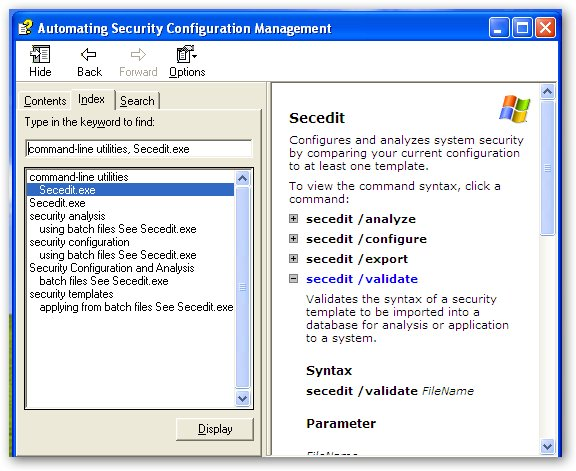 Automating Security Configuration Management
Hide
Back
Forward
Options
Contents
Index
Search
Type in the keyword to find:
command-line utilities, Secedit.exe
command-line utilities
Secedit.exe
Secedit.exe
security analysis
using batch files See Secedit.exe
security configuration
using batch files See Secedit.exe
Security Configuration and Analysis
batch files See Secedit.exe
security templates
applying from batch files See Secedit.exe
Display
Secedit
Configures and analyzes system security
by comparing your current configuration
to at least one template.
To view the command syntax, click a
command:
secedit /analyze
secedit /configure
secedit /export
secedit /validate
Validates the syntax of a security
template to be imported into a
database for analysis or application
to a system.
Syntax
secedit /validate FileName
Parameter
FileName